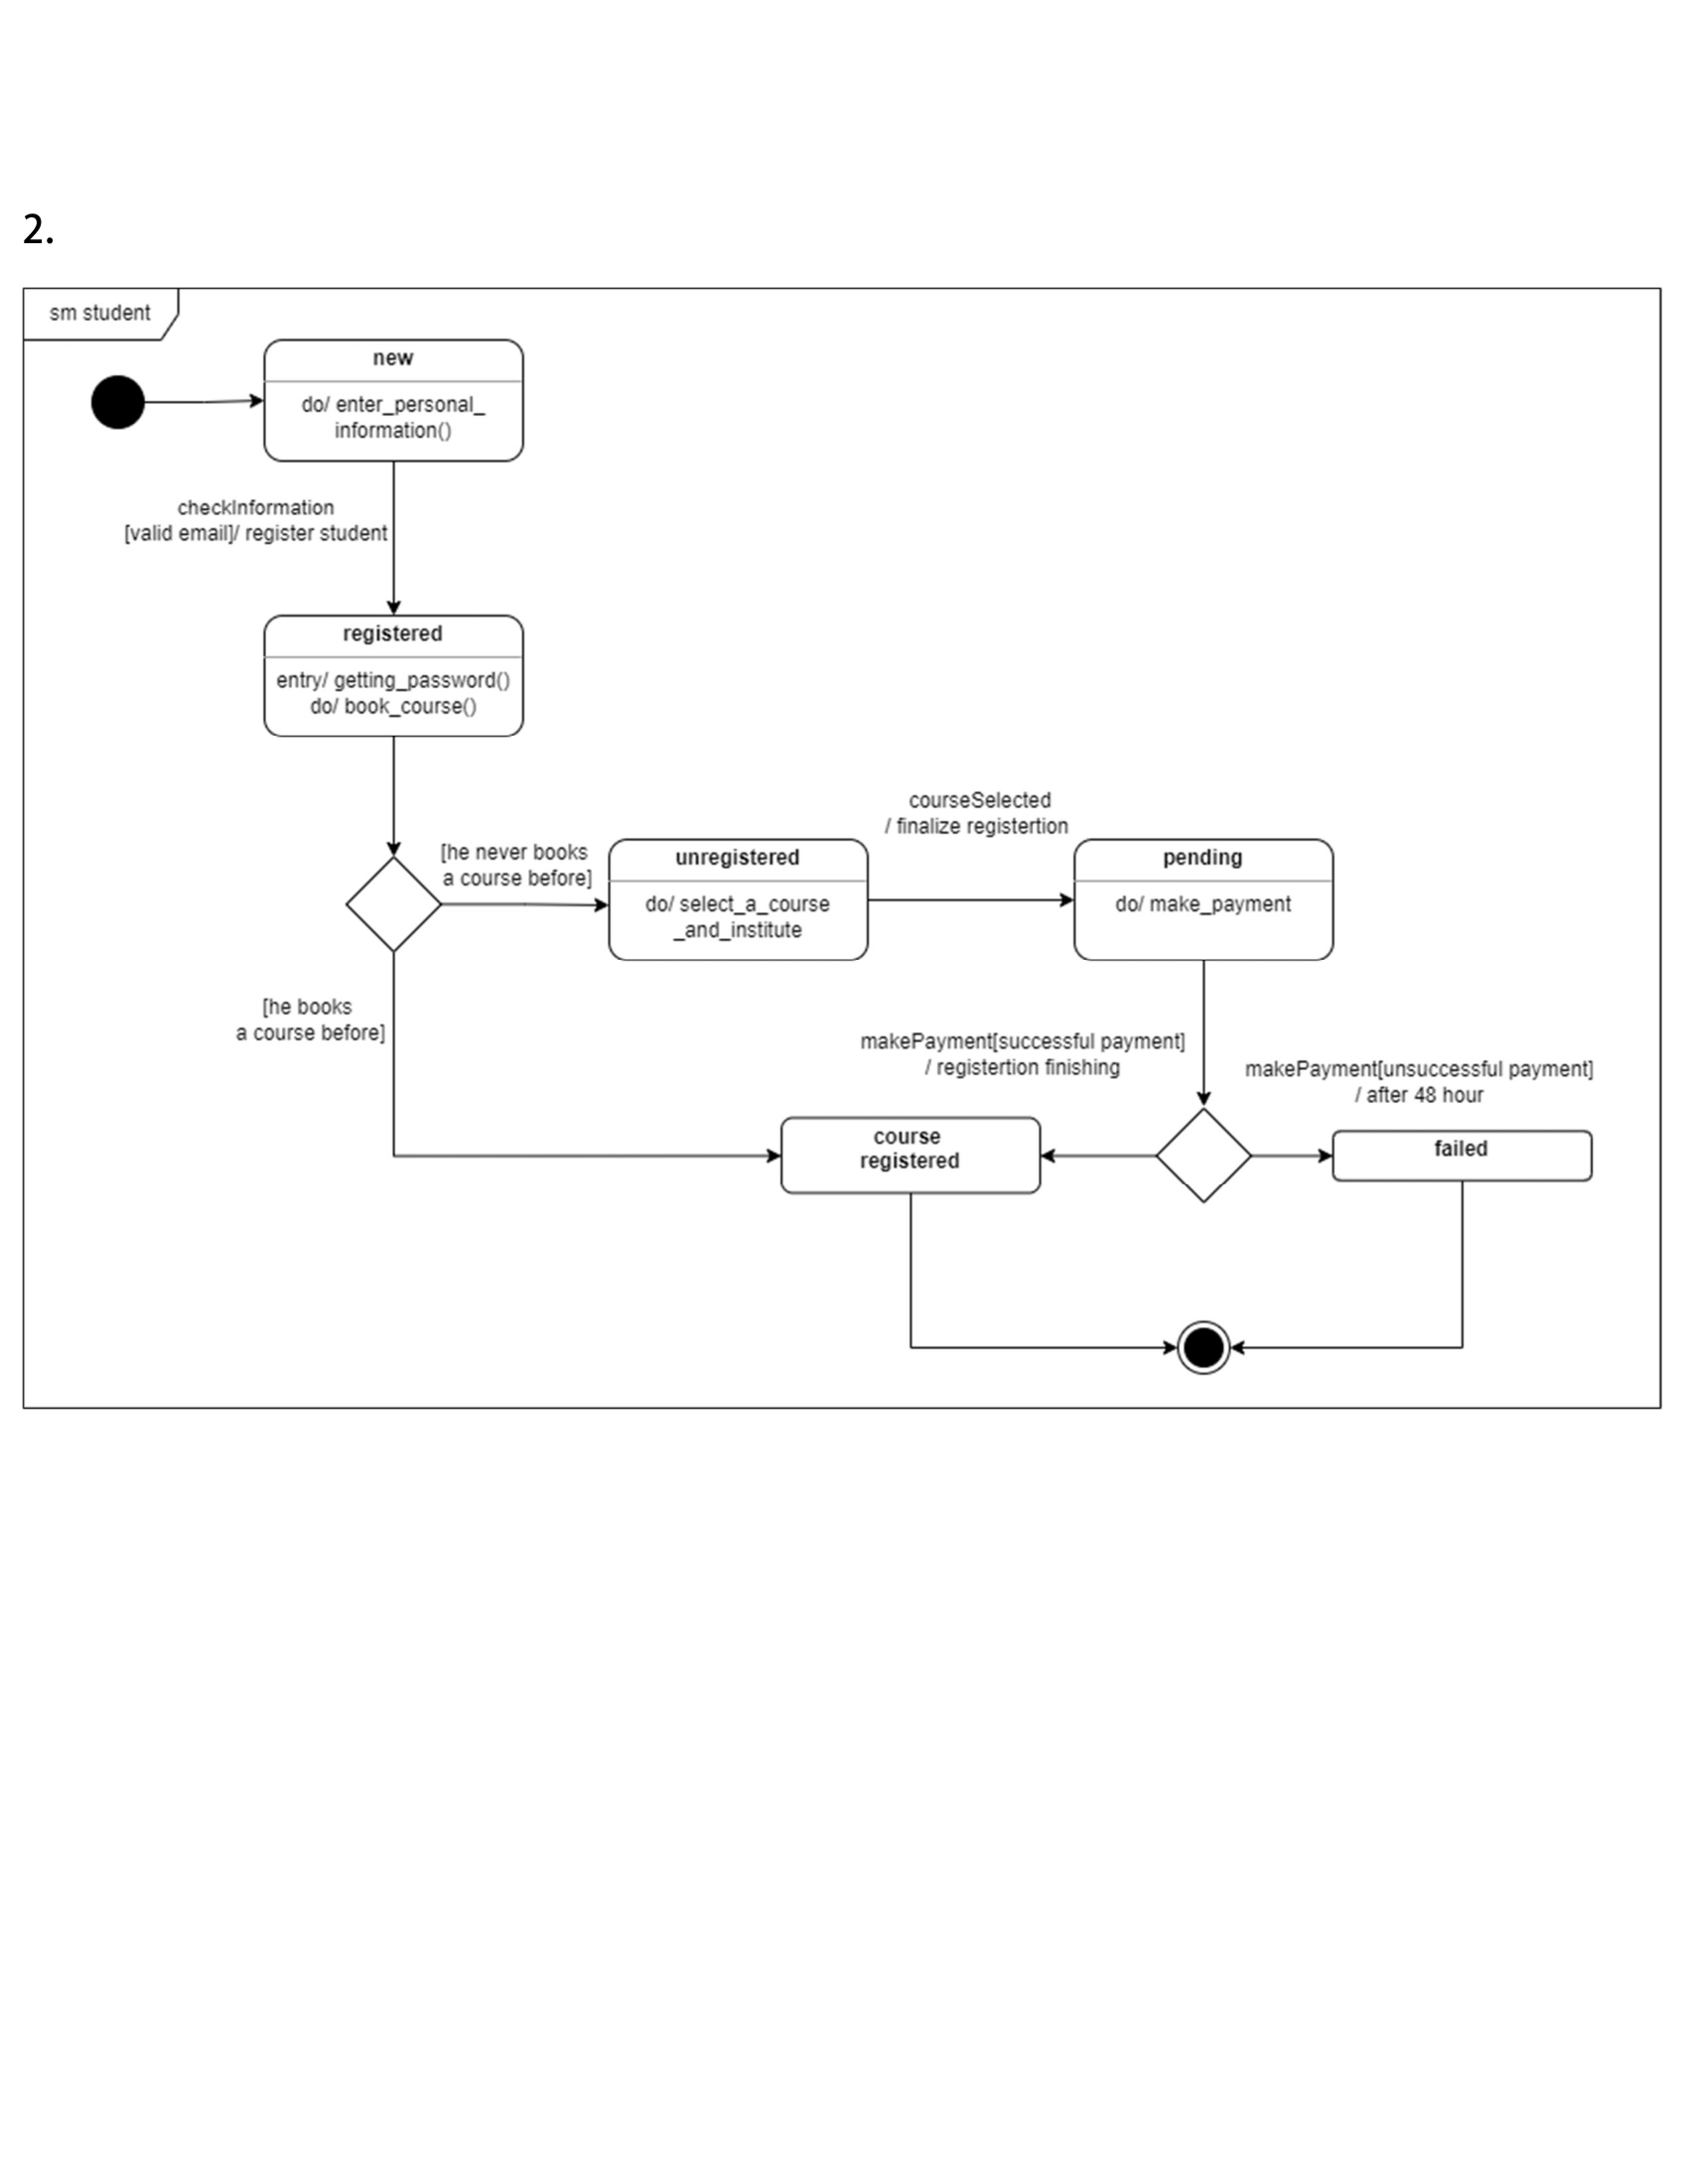 2.
sm student
new
do/ enter_personal_
information()
checkInformation
[valid email]/ register student
registered
entry/ getting_password()
do/ book_course()
[he never books
a course before]
unregistered
do/ select_a_course
_and_institute
courseSelected
/ finalize registertion
pending
do/ make_payment
[he books
a course before]
makePayment[successful payment]
/ registertion finishing
makePayment[unsuccessful payment]
/ after 48 hour
course
registered
failed